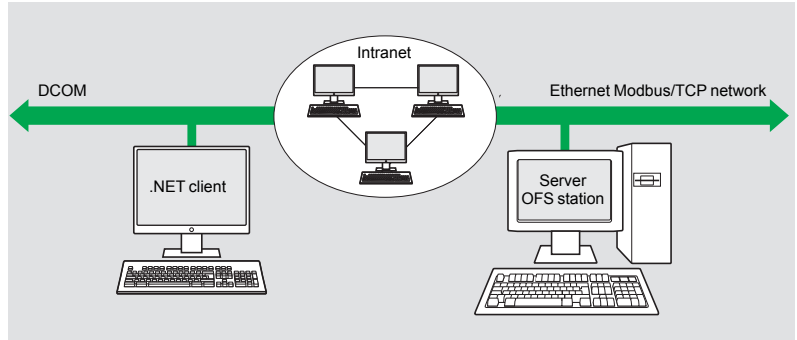 Intranet
DCOM
Ethernet Modbus/TCP network
.NET client
Server
OFS station